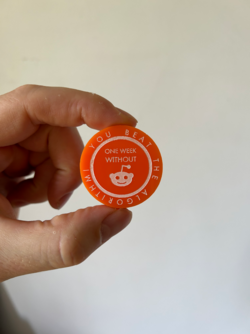 YOU BEAT THE ALGORITHM!
ONE WEEK
WITHOUT